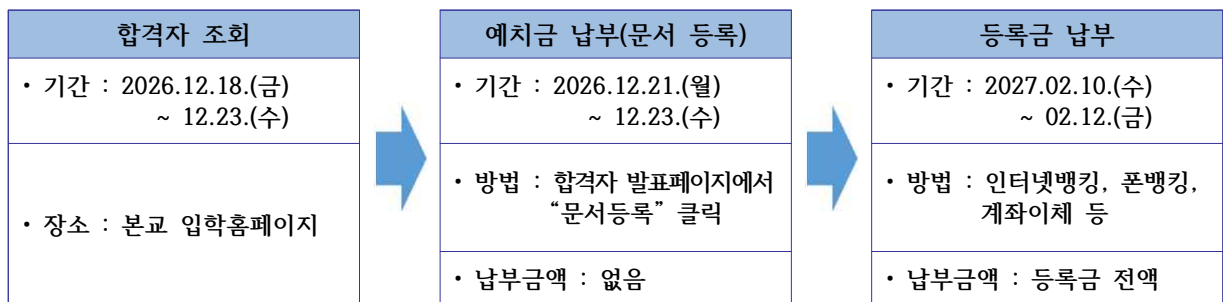 합격자 조회
• 기간 : 2026.12.18.(금)
~ 12.23.(수)
• 장소 : 본교 입학홈페이지
예치금 납부(문서 등록)
• 기간 : 2026.12.21.(월)
~ 12.23.(수)
• 방법 : 합격자 발표페이지에서
“문서등록” 클릭
• 납부금액 : 없음
등록금 납부
• 기간 : 2027.02.10.(수)
~ 02.12.(금)
• 방법 : 인터넷뱅킹, 폰뱅킹,
계좌이체 등
• 납부금액 : 등록금 전액